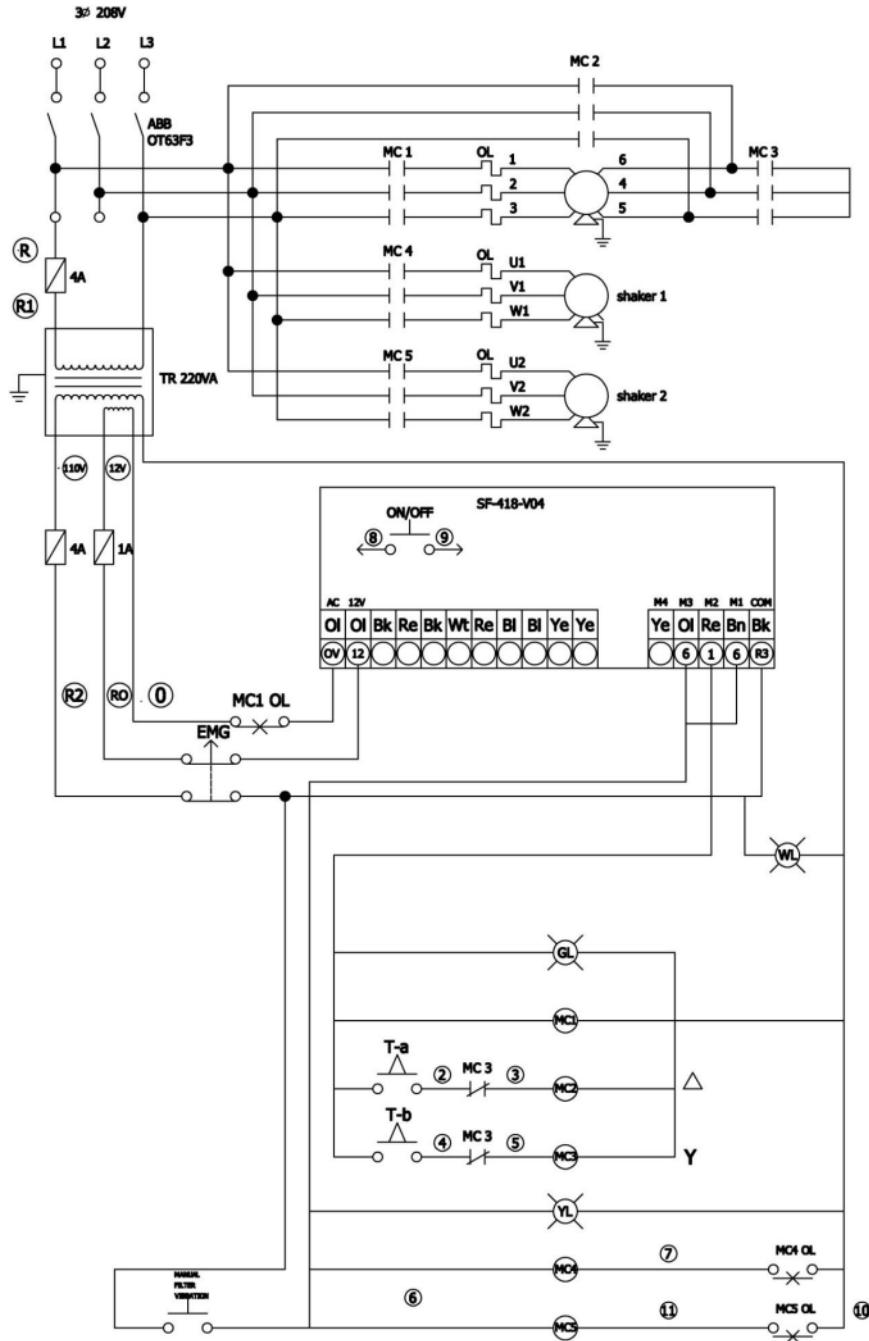 3ø 208V
L1 L2 L3
MC 2
ABB
OT63F3
MC 1 OL 1 6 MC 3
2 4
3 5
R
4A
MC 4 OL U1
V1 shaker 1
R1
W1
TR 220VA
MC 5 OL U2
V2 shaker 2
W2
110V 12V
SF-418-V04
ON/OFF
8 9
4A 1A
AC 12V M4 M3 M2 M1 COM
Ol Ol Bk Re Bk Wt Re Bl Bl Ye Ye Ye Ol Re Bn Bk
0V 12 6 1 6 R3
R2 RO 0
MC1 OL
EMG
WL
GL
MC1
T-a
2 MC 3 3 MC2 △
T-b
4 MC 3 5 MC3 Y
YL
7 MC4 OL
MC4
MANUAL
FILTER
VIBRATION
6
11 MC5 OL 10
MC5